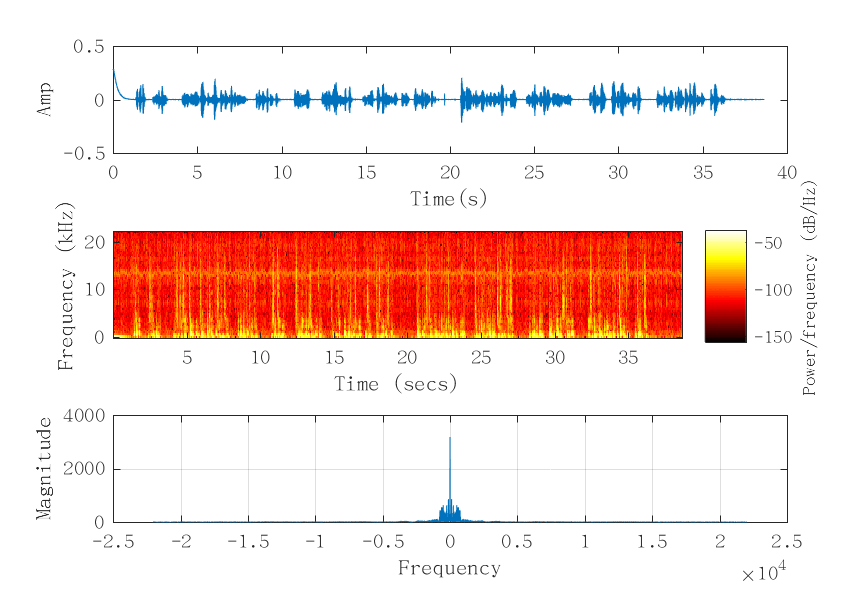 0.5
0
-0.5
Amp
0 5 10 15 20 25 30 35 40
Time(s)
20
10
0
Frequency (kHz)
5 10 15 20 25 30 35
Time (secs)
-50
-100
-150
Power/frequency (dB/Hz)
4000
2000
0
Magnitude
-2.5 -2 -1.5 -1 -0.5 0 0.5 1 1.5 2 2.5
Frequency
×10^4